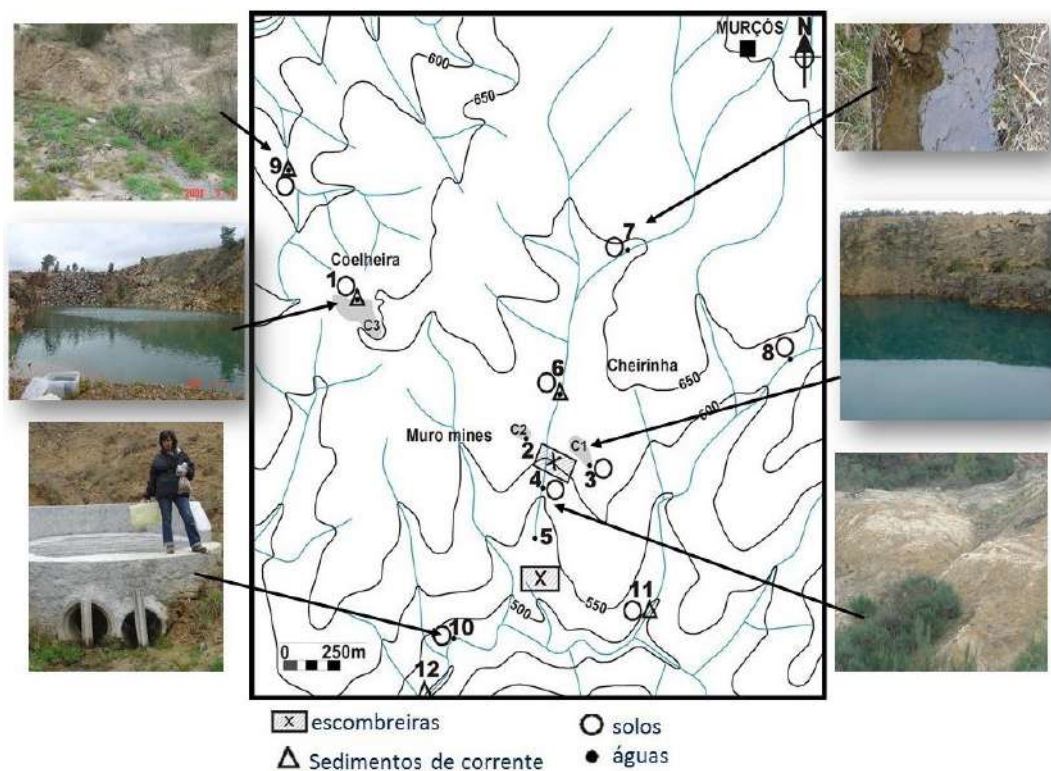 MURÇÓS
N
600
650
9
7
Coelheira
1
C3
8
6
Cheirinha
650
600
C2
Muro mines
C1
2
X
3
4
5
X
11
550
500
10
0 250m
12
X escombreiras
solos
Sedimentos de corrente
águas